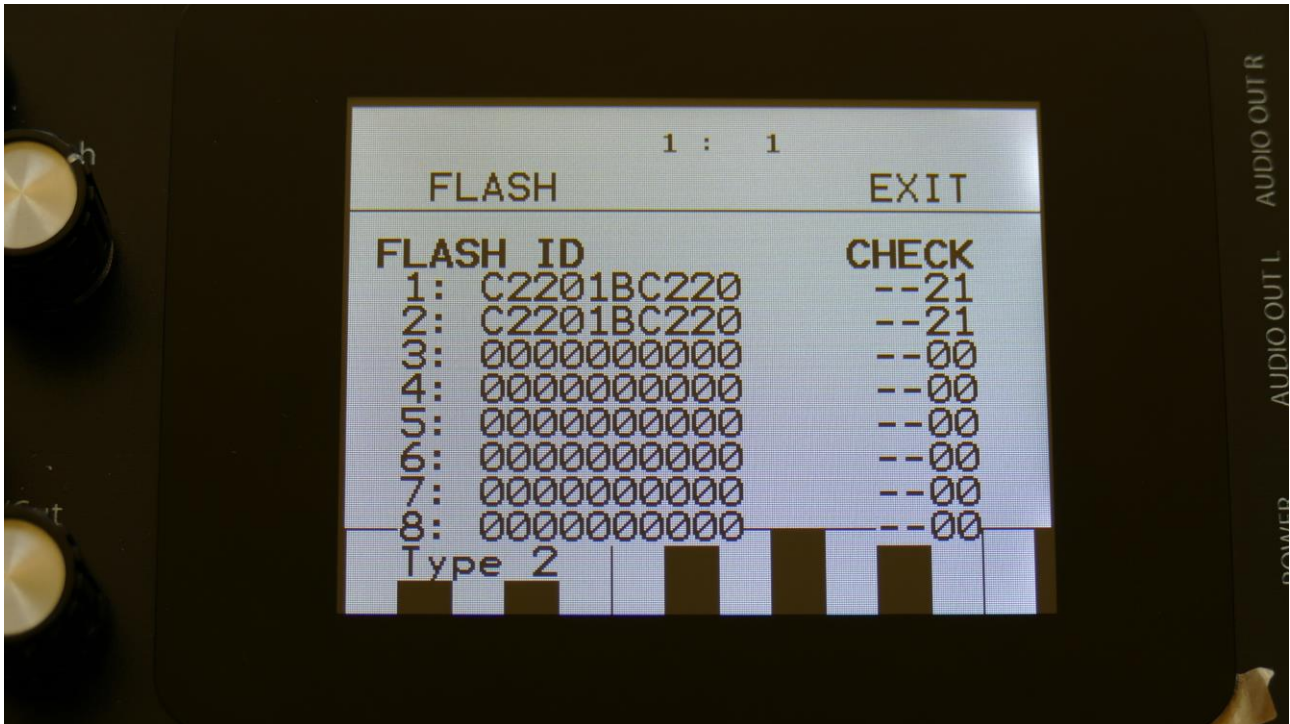 1 : 1
FLASH EXIT
FLASH ID CHECK
1: C2201BC220 --21
2: C2201BC220 --21
3: 0000000000 --00
4: 0000000000 --00
5: 0000000000 --00
6: 0000000000 --00
7: 0000000000 --00
8: 0000000000 --00
Type 2
AUDIO OUT R
AUDIO OUT L
POWER